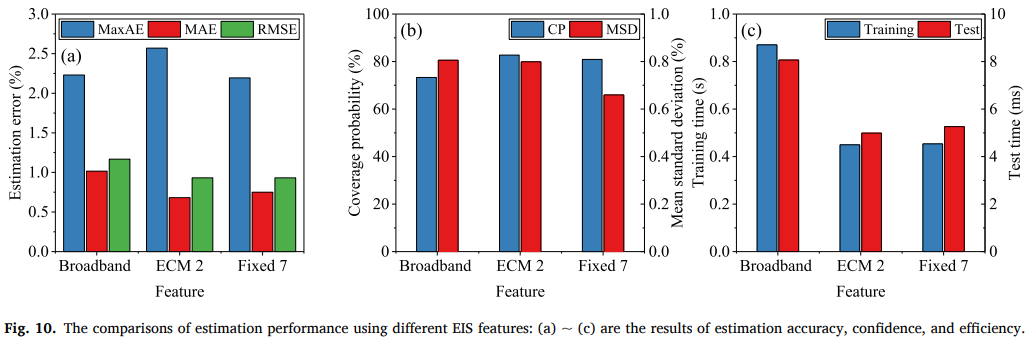 MaxAE MAE RMSE
(a)
Estimation error (%)
3.0
2.5
2.0
1.5
1.0
0.5
0.0
Broadband ECM 2 Fixed 7
Feature
CP MSD
(b)
Coverage probability (%)
100
80
60
40
20
0
Mean standard deviation (%)
1.0
0.8
0.6
0.4
0.2
0.0
Broadband ECM 2 Fixed 7
Feature
Training Test
(c)
Training time (s)
1.0
0.8
0.6
0.4
0.2
0.0
Test time (ms)
10
8
6
4
2
0
Broadband ECM 2 Fixed 7
Feature
Fig. 10. The comparisons of estimation performance using different EIS features: (a) ~ (c) are the results of estimation accuracy, confidence, and efficiency.